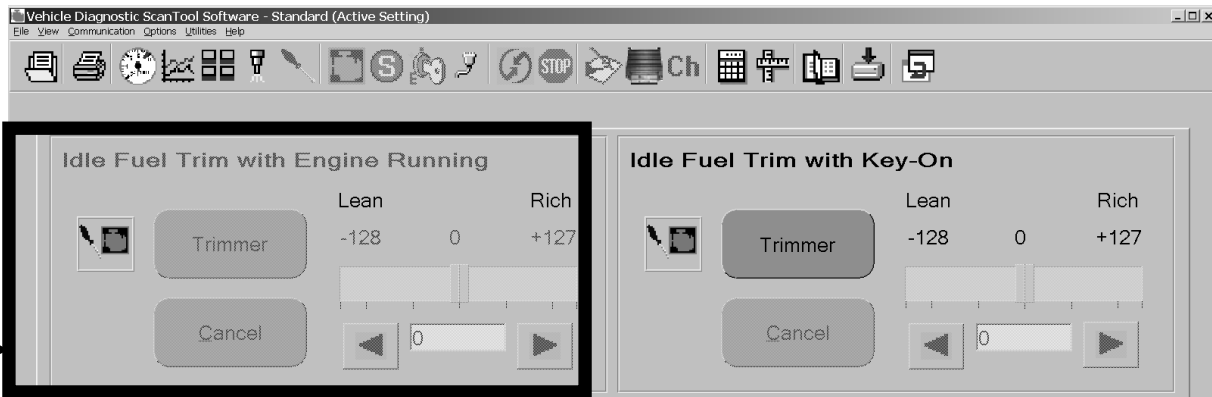 Vehicle Diagnostic ScanTool Software - Standard (Active Setting)
File View Communication Options Utilities Help
S STOP Ch
Idle Fuel Trim with Engine Running
Lean Rich
Trimmer -128 0 +127
Cancel 0
Idle Fuel Trim with Key-On
Lean Rich
Trimmer -128 0 +127
Cancel 0